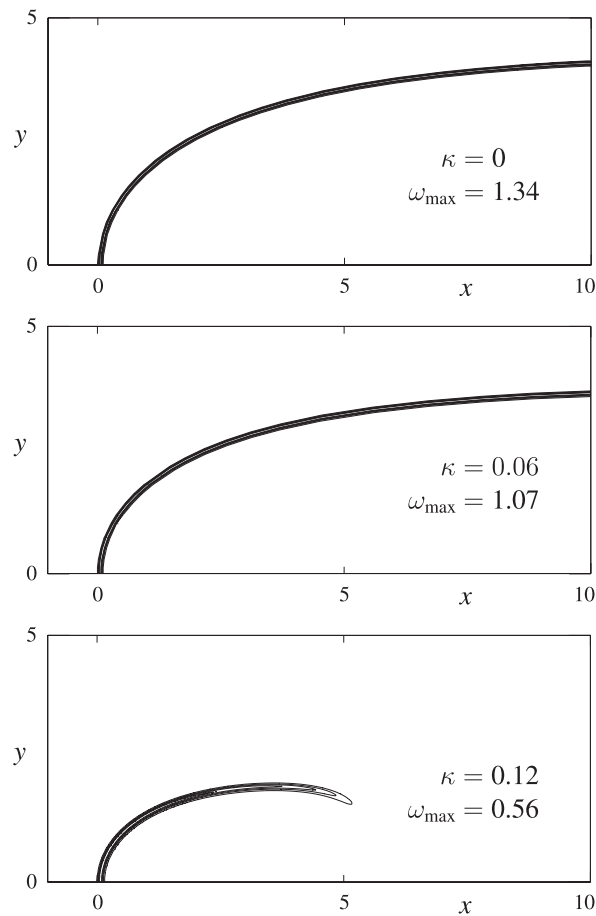 5
y
κ = 0
ω_max = 1.34
0
0 5 x 10
5
y
κ = 0.06
ω_max = 1.07
0
0 5 x 10
5
y
κ = 0.12
ω_max = 0.56
0
0 5 x 10